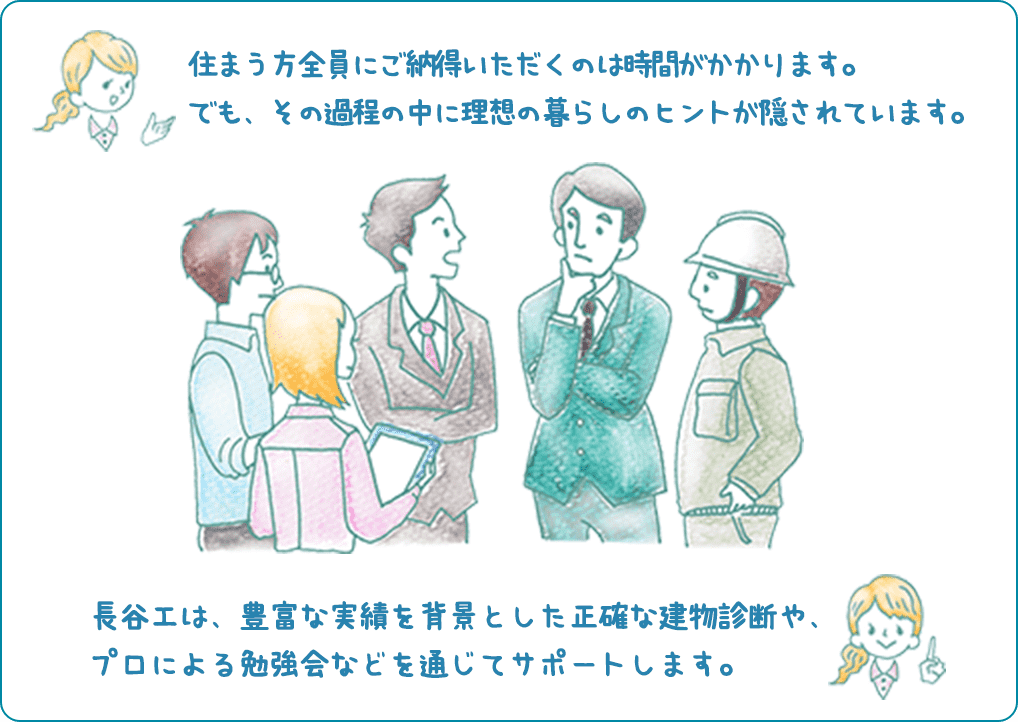 住まう方全員にご納得いただくのは時間がかかります。
でも、その過程の中に理想の暮らしのヒントが隠されています。
長谷工は、豊富な実績を背景とした正確な建物診断や、
プロによる勉強会などを通じてサポートします。